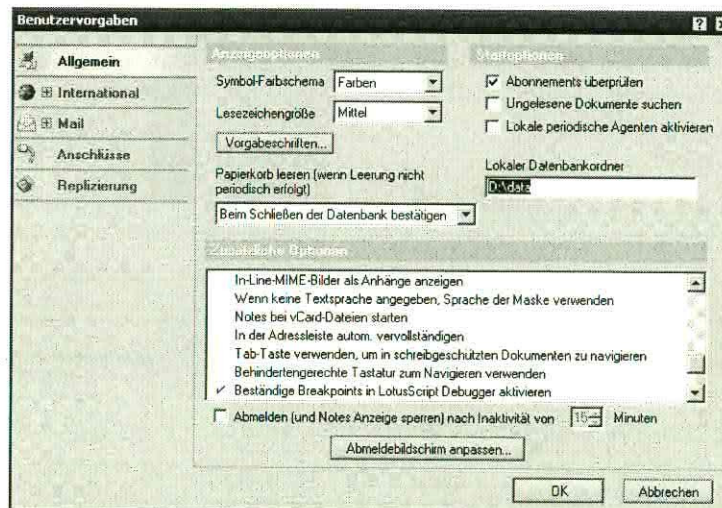 Benutzervorgaben
Allgemein
International
Mail
Anschlüsse
Replizierung
Anzeigeoptionen
Symbol-Farbschema Farben
Lesezeichengröße Mittel
Vorgabeschriften...
Papierkorb leeren (wenn Leerung nicht
periodisch erfolgt)
Beim Schließen der Datenbank bestätigen
Startoptionen
Abonnements überprüfen
Ungelesene Dokumente suchen
Lokale periodische Agenten aktivieren
Lokaler Datenbankordner
D:\data
Zusätzliche Optionen
In-Line-MIME-Bilder als Anhänge anzeigen
Wenn keine Textsprache angegeben, Sprache der Maske verwenden
Notes bei vCard-Dateien starten
In der Adressleiste autom. vervollständigen
Tab-Taste verwenden, um in schreibgeschützten Dokumenten zu navigieren
Behindertengerechte Tastatur zum Navigieren verwenden
Beständige Breakpoints in LotusScript Debugger aktivieren
Abmelden (und Notes Anzeige sperren) nach Inaktivität von 15 Minuten
Abmeldebildschirm anpassen...
OK Abbrechen